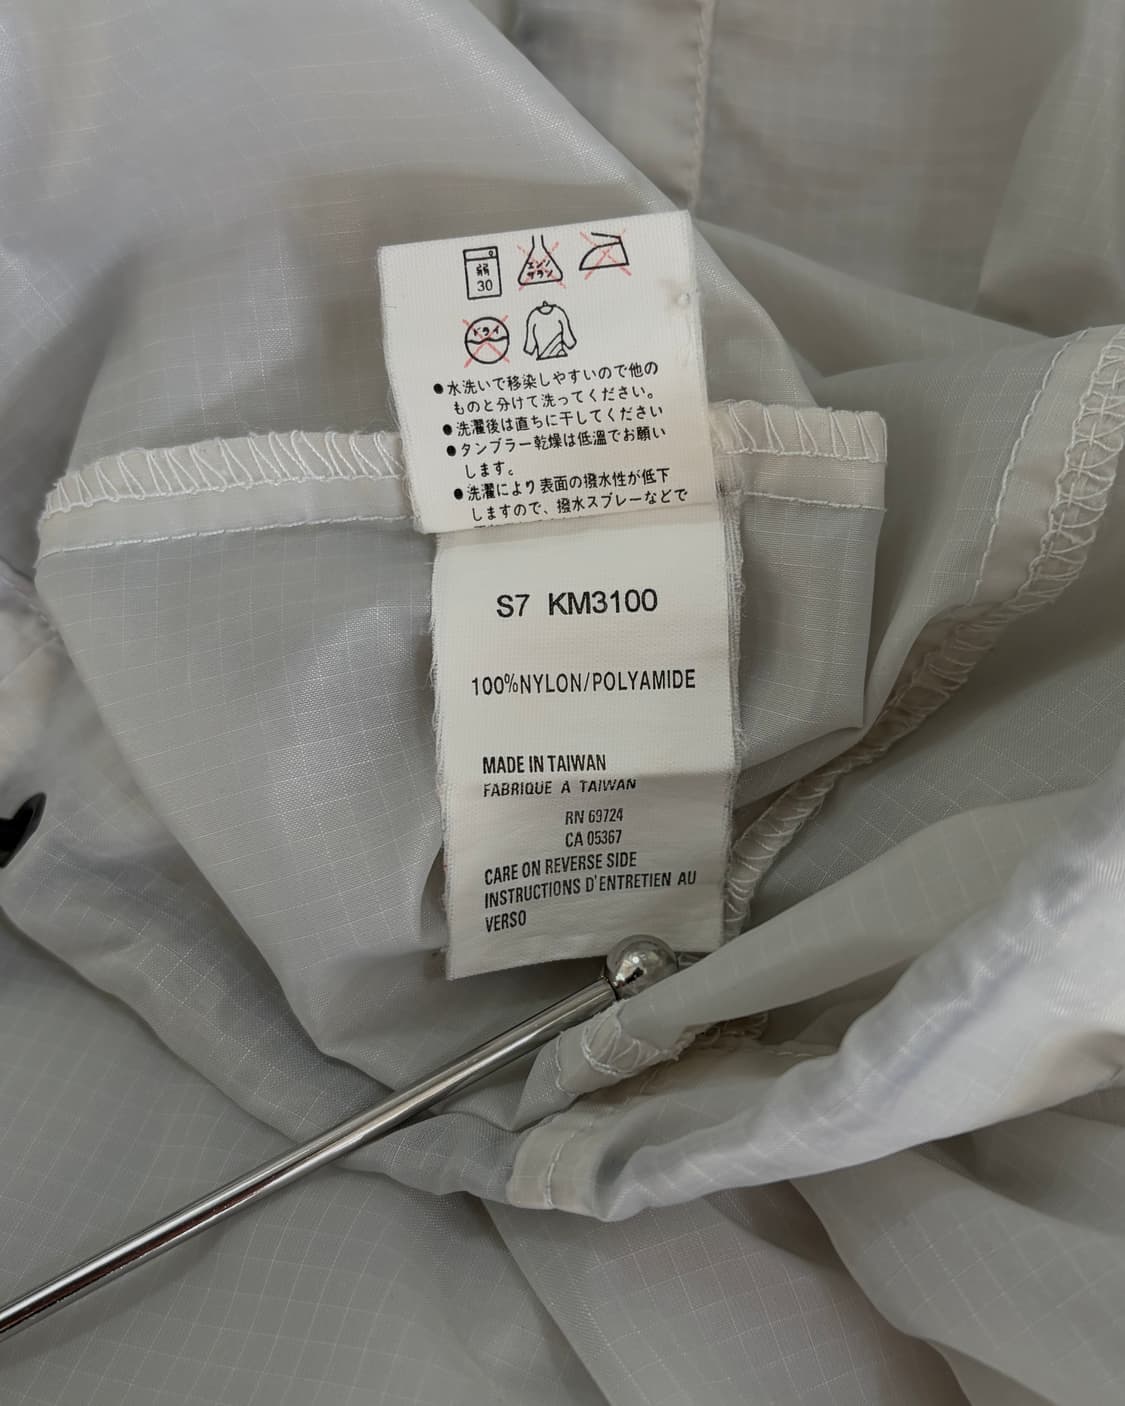 弱
30
エンソ
サラシ
ドライ
●水洗いで移染しやすいので他の
ものと分けて洗ってください。
●洗濯後は直ちに干してください
●タンブラー乾燥は低温でお願い
します。
●洗濯により表面の撥水性が低下
しますので、撥水スプレーなどで
S7 KM3100
100%NYLON/POLYAMIDE
MADE IN TAIWAN
FABRIQUE A TAIWAN
RN 69724
CA 05367
CARE ON REVERSE SIDE
INSTRUCTIONS D'ENTRETIEN AU
VERSO